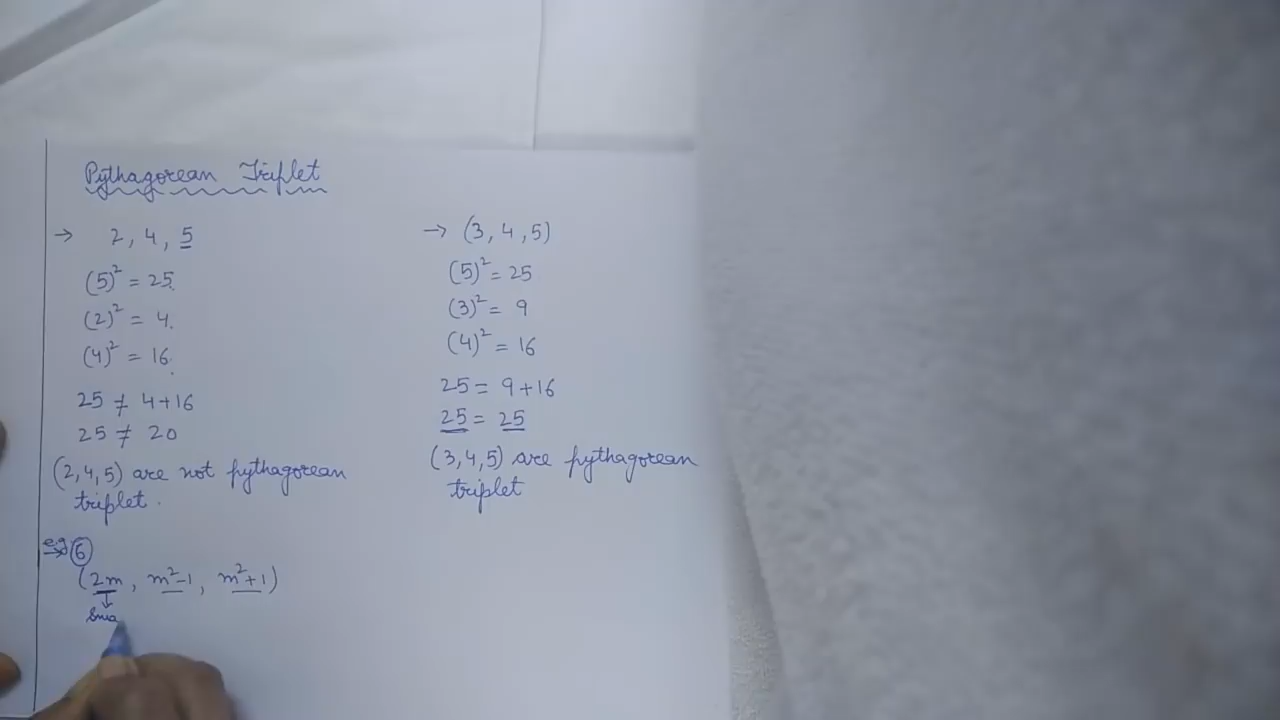 Pythagorean Triplet
→ 2, 4, 5
(5)² = 25
(2)² = 4
(4)² = 16
25 ≠ 4+16
25 ≠ 20
(2,4,5) are not pythagorean
triplet.
→ (3, 4, 5)
(5)² = 25
(3)² = 9
(4)² = 16
25 = 9+16
25 = 25
(3,4,5) are pythagorean
triplet
e.g → 6
(2m, m²-1, m²+1)
↓
Sma